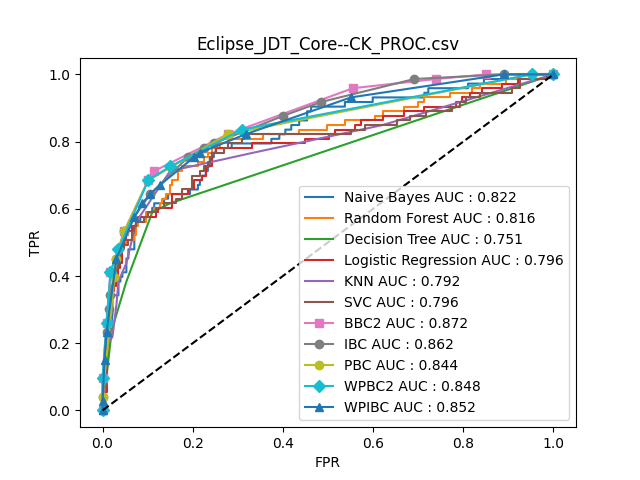 Eclipse_JDT_Core--CK_PROC.csv
1.0
0.8
0.6
0.4
0.2
0.0
TPR
Naive Bayes AUC : 0.822
Random Forest AUC : 0.816
Decision Tree AUC : 0.751
Logistic Regression AUC : 0.796
KNN AUC : 0.792
SVC AUC : 0.796
BBC2 AUC : 0.872
IBC AUC : 0.862
PBC AUC : 0.844
WPBC2 AUC : 0.848
WPIBC AUC : 0.852
0.0 0.2 0.4 0.6 0.8 1.0
FPR